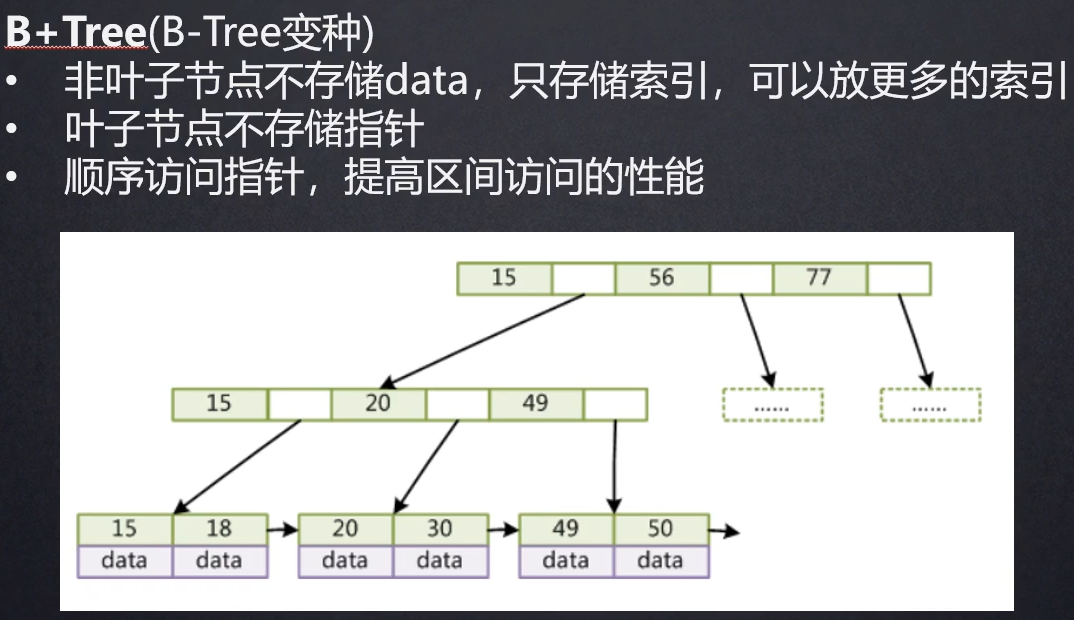 B+Tree(B-Tree变种)
• 非叶子节点不存储data，只存储索引，可以放更多的索引
• 叶子节点不存储指针
• 顺序访问指针，提高区间访问的性能
15 56 77
15 20 49 …… ……
15 18 20 30 49 50
data data data data data data